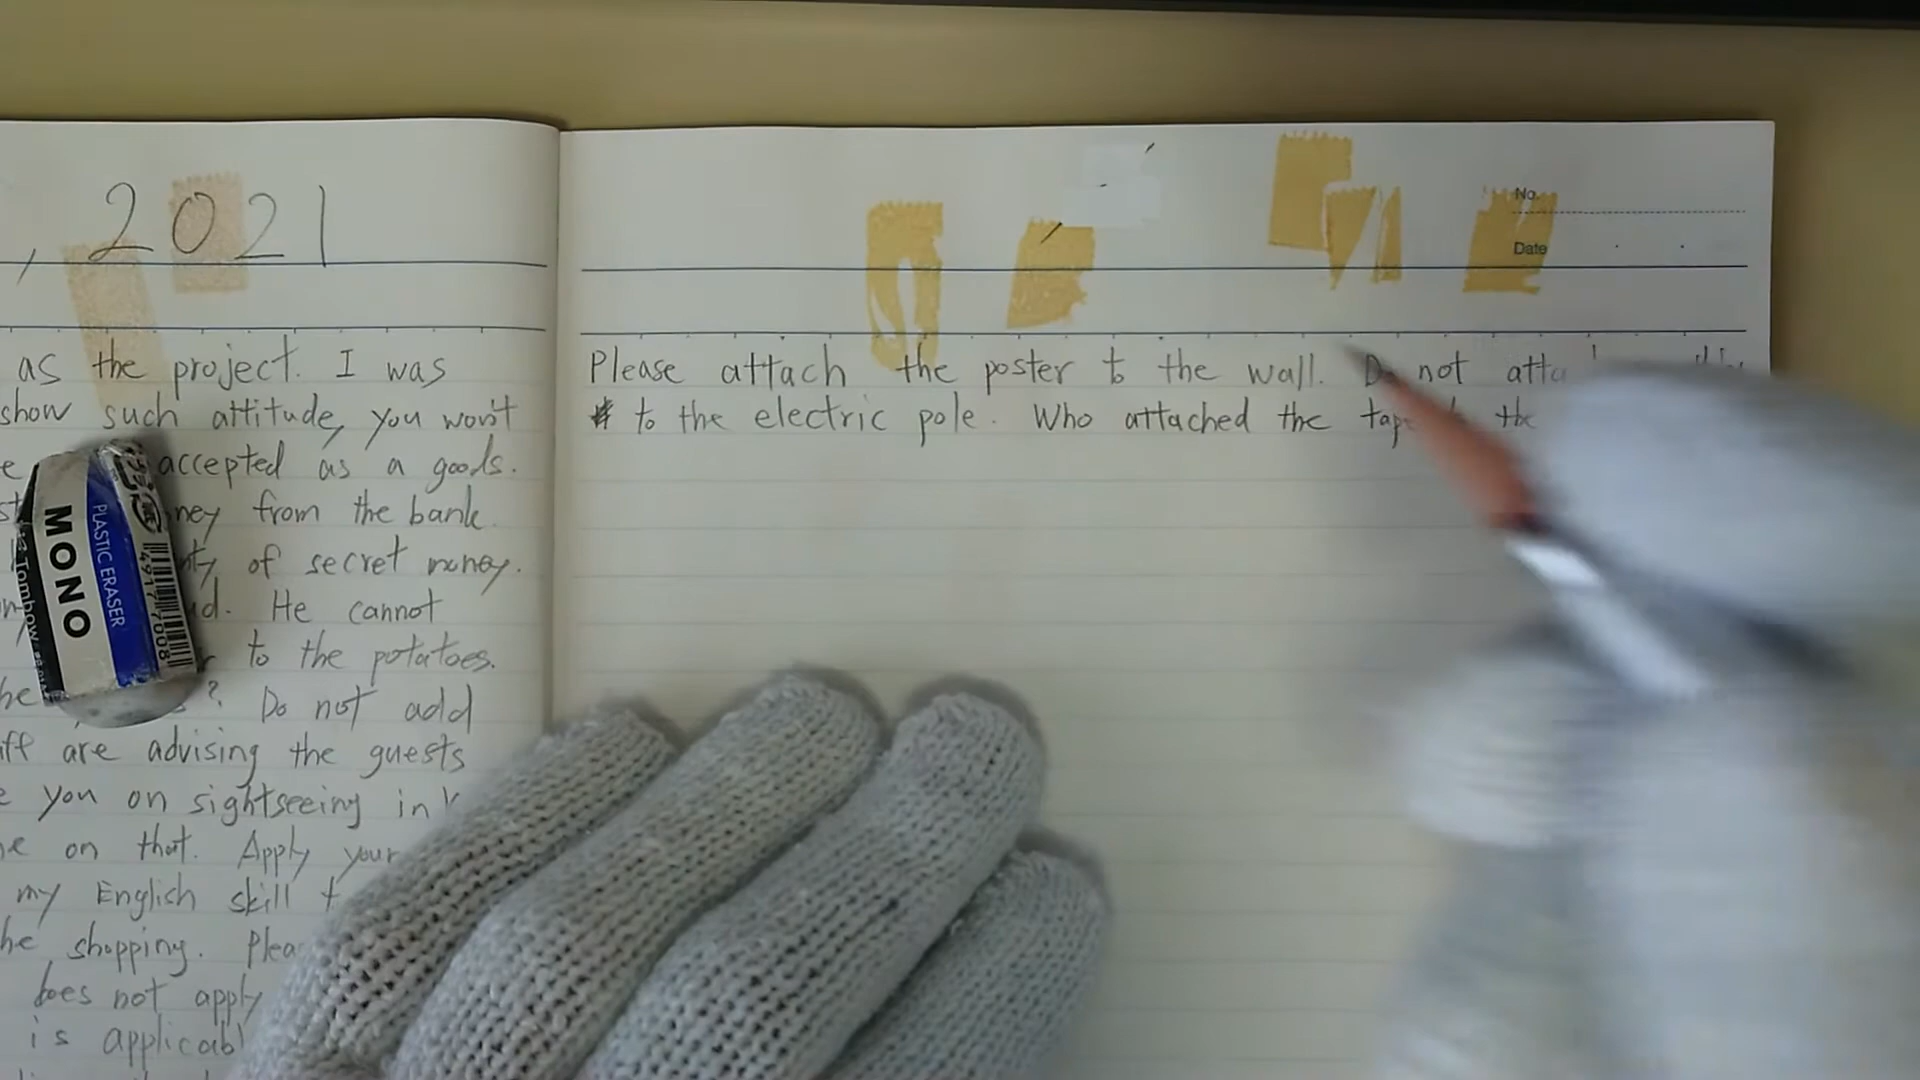 , 2021
as the project. I was
show such attitude, you won't
accepted as a goods.
from the bank.
of secret money.
He cannot
to the potatoes.
? Do not add
are advising the guests
you on sightseeing in
on that. Apply your
my English skill
shopping.
does not apply
is
MONO
PLASTIC ERASER
Tombow
No.
Date
Please attach the poster to the wall. Do not
to the electric pole. Who attached the tape the